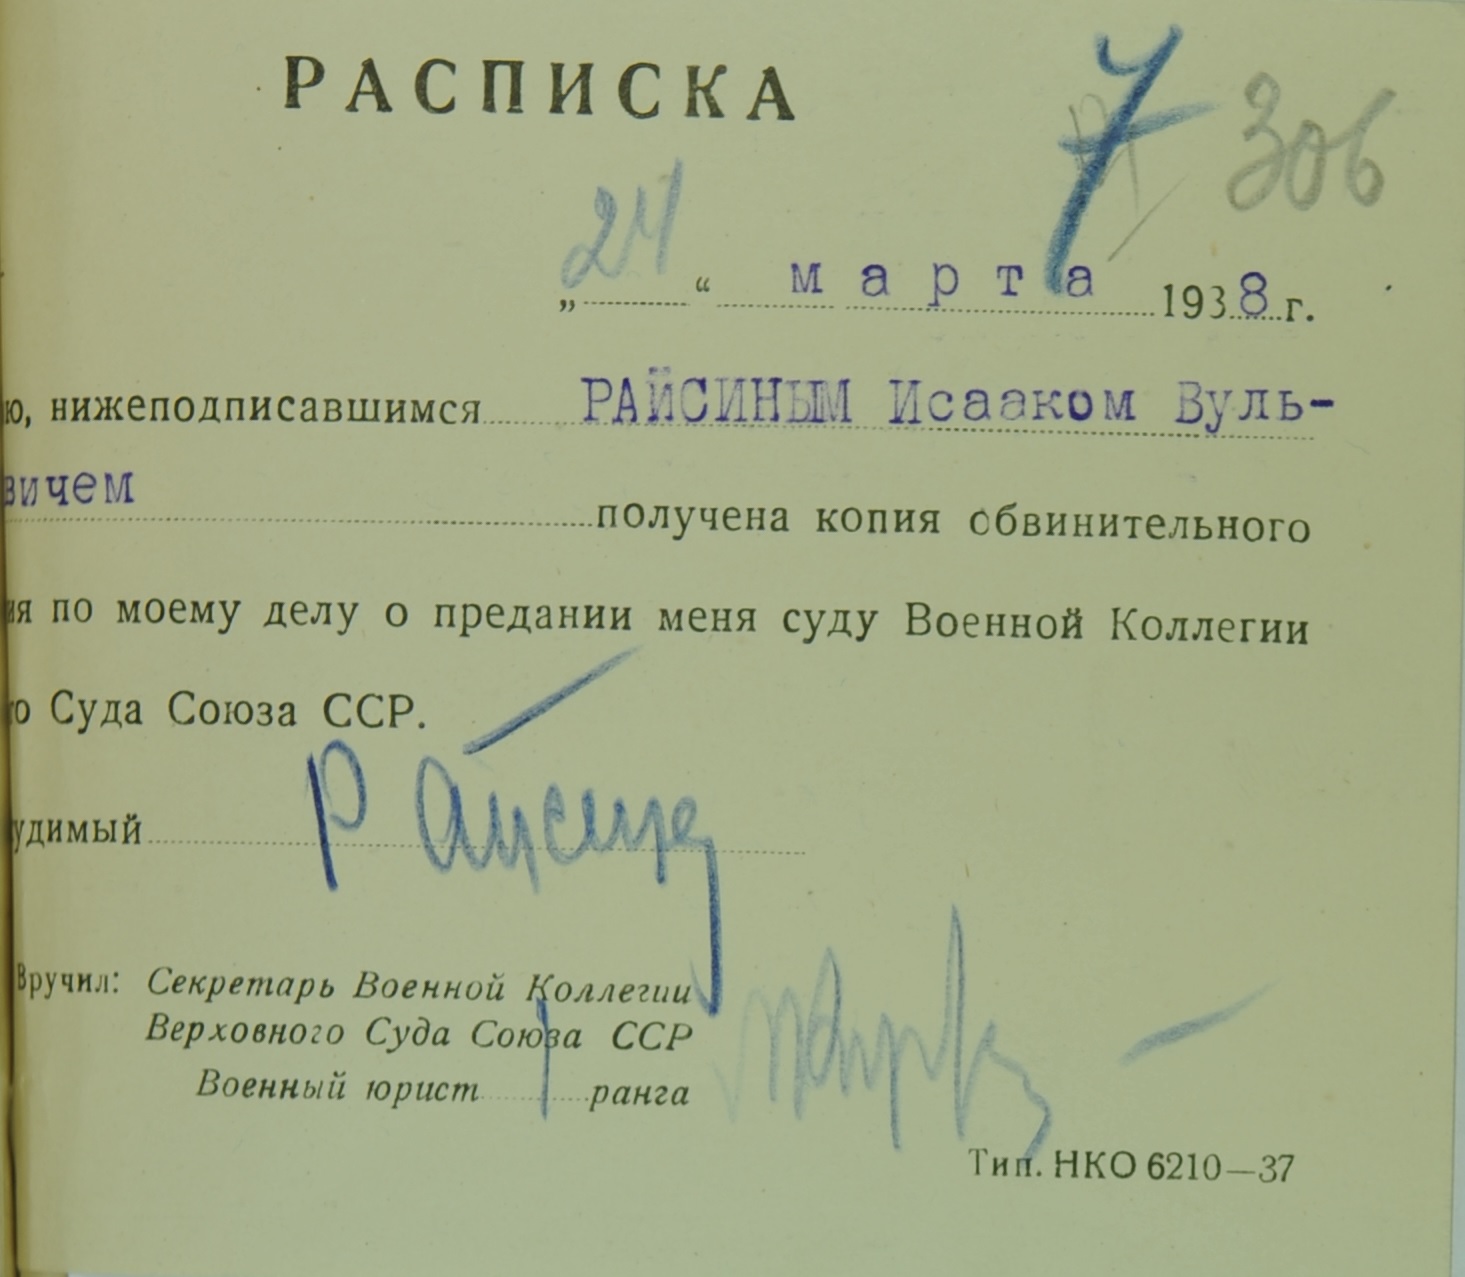 РАСПИСКА
7 306
„24“ марта 1938 г.
ю, нижеподписавшимся РАЙСИНЫМ Исааком Вуль-
вичем получена копия обвинительного
ия по моему делу о предании меня суду Военной Коллегии
го Суда Союза ССР.
удимый
Вручил: Секретарь Военной Коллегии
Верховного Суда Союза ССР
Военный юрист 1 ранга
Тип. НКО 6210—37